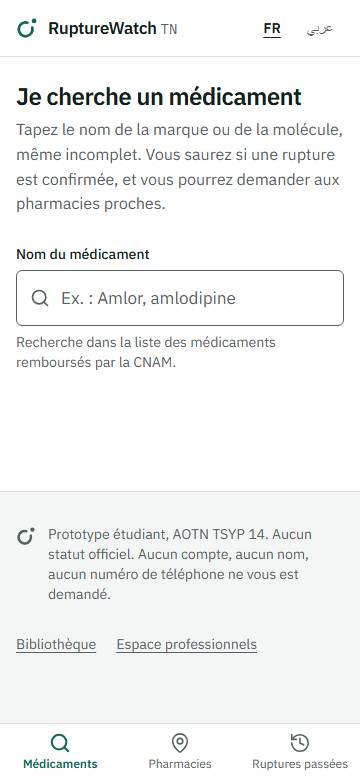 RuptureWatch TN
FR
عربي
Je cherche un médicament
Tapez le nom de la marque ou de la molécule,
même incomplet. Vous saurez si une rupture
est confirmée, et vous pourrez demander aux
pharmacies proches.
Nom du médicament
Ex. : Amlor, amlodipine
Recherche dans la liste des médicaments
remboursés par la CNAM.
Prototype étudiant, AOTN TSYP 14. Aucun
statut officiel. Aucun compte, aucun nom,
aucun numéro de téléphone ne vous est
demandé.
Bibliothèque
Espace professionnels
Médicaments
Pharmacies
Ruptures passées